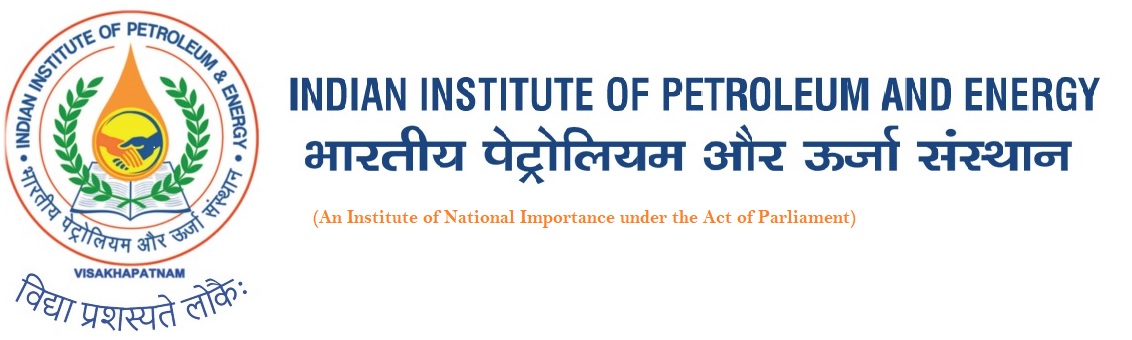 INDIAN INSTITUTE OF PETROLEUM & ENERGY
भारतीय पेट्रोलियम और ऊर्जा संस्थान
VISAKHAPATNAM
विद्या प्रशस्यते लोकैः
INDIAN INSTITUTE OF PETROLEUM AND ENERGY
भारतीय पेट्रोलियम और ऊर्जा संस्थान
(An Institute of National Importance under the Act of Parliament)